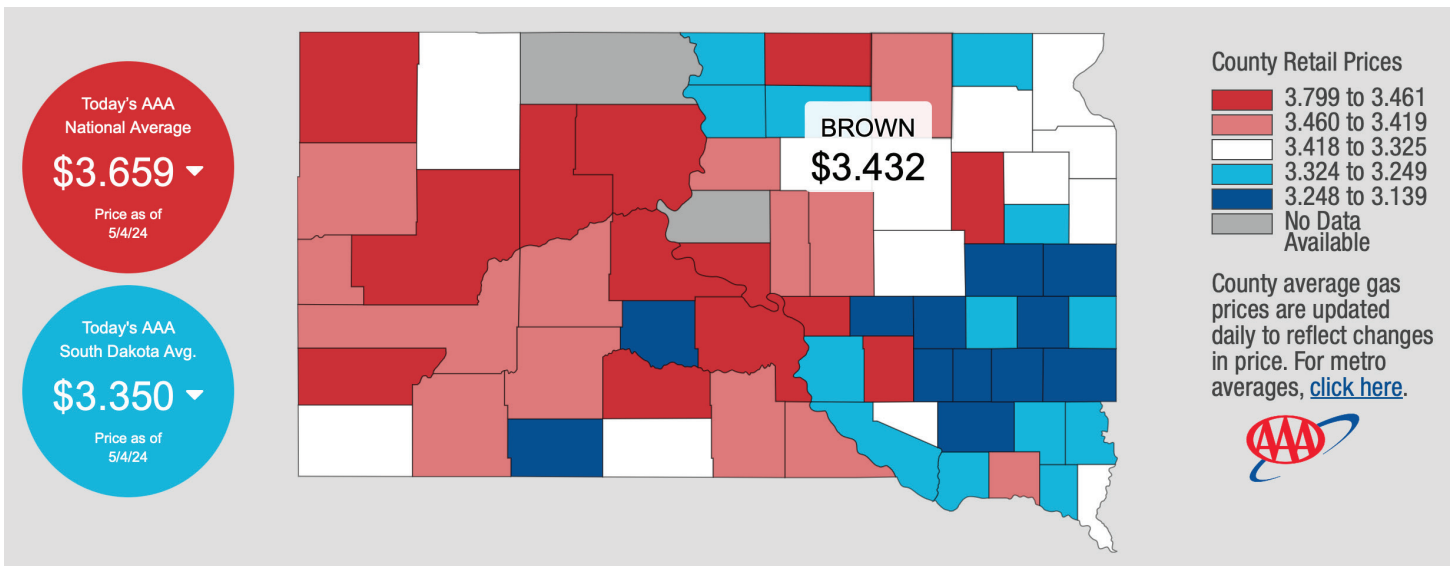 Today's AAA
National Average
$3.659
Price as of
5/4/24
Today's AAA
South Dakota Avg.
$3.350
Price as of
5/4/24
BROWN
$3.432
County Retail Prices
3.799 to 3.461
3.460 to 3.419
3.418 to 3.325
3.324 to 3.249
3.248 to 3.139
No Data
Available
County average gas
prices are updated
daily to reflect changes
in price. For metro
averages, click here.
AAA